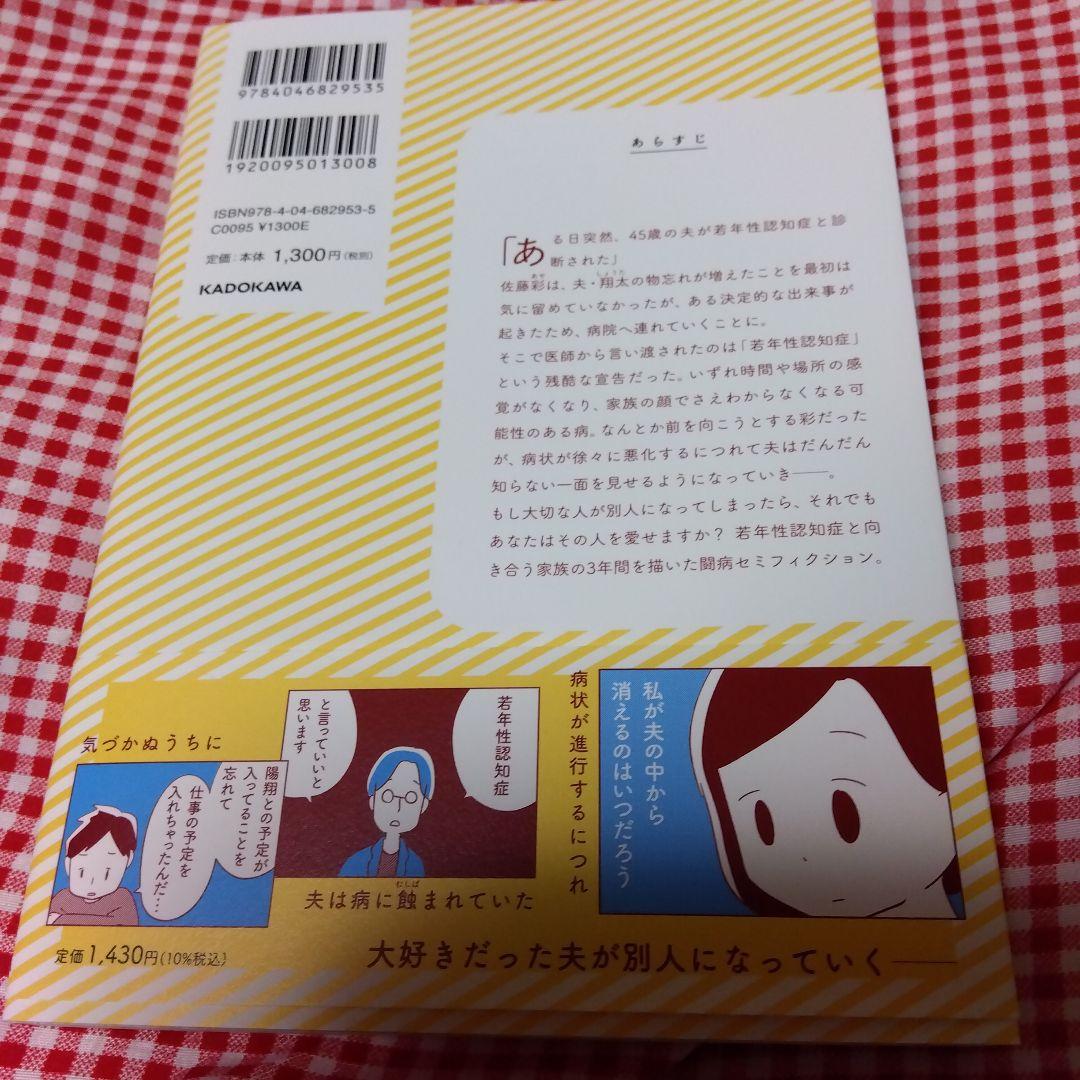 9784046829535
1920095013008
ISBN978-4-04-682953-5
C0095 ¥1300E
定価：本体 1,300円（税別）
KADOKAWA
あらすじ
「ある日突然、45歳の夫が若年性認知症と診
断された」
佐藤彩は、夫・翔太の物忘れが増えたことを最初は
あや
しょうた
気に留めていなかったが、ある決定的な出来事が
起きたため、病院へ連れていくことに。
そこで医師から言い渡されたのは「若年性認知症」
という残酷な宣告だった。いずれ時間や場所の感
覚がなくなり、家族の顔でさえわからなくなる可
能性のある病。なんとか前を向こうとする彩だった
が、病状が徐々に悪化するにつれて夫はだんだん
知らない一面を見せるようになっていき――。
もし大切な人が別人になってしまったら、それでも
あなたはその人を愛せますか？ 若年性認知症と向
き合う家族の3年間を描いた闘病セミフィクション。
気づかぬうちに
陽翔との予定が
入ってることを
忘れて
仕事の予定を
入れちゃったんだ…
若年性認知症
と言っていいと
思います
夫は病に蝕まれていた
むしば
病状が進行するにつれ
私が夫の中から
消えるのはいつだろう
定価1,430円（10%税込）
大好きだった夫が別人になっていく――